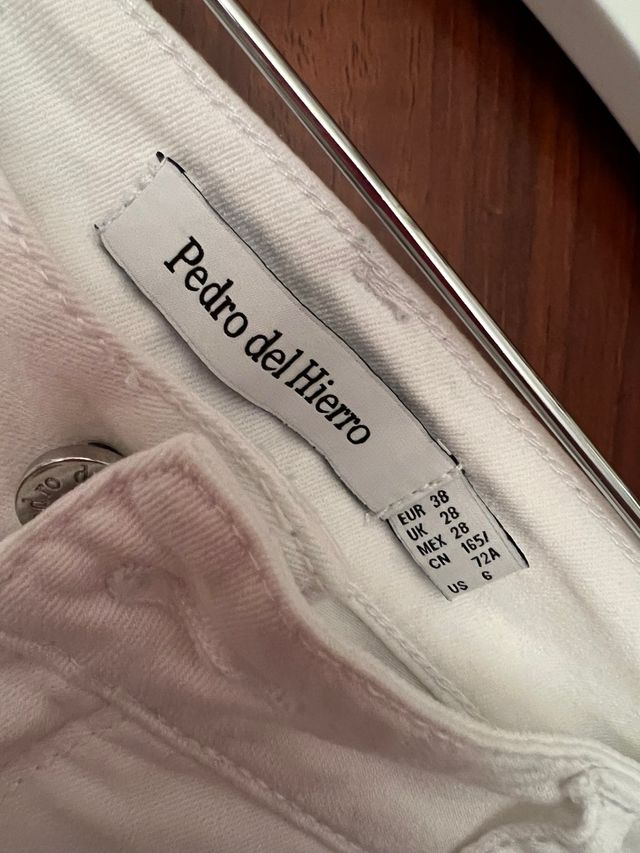 Pedro del Hierro
EUR 38
UK 28
MEX 28
CN 165/
72A
US 6